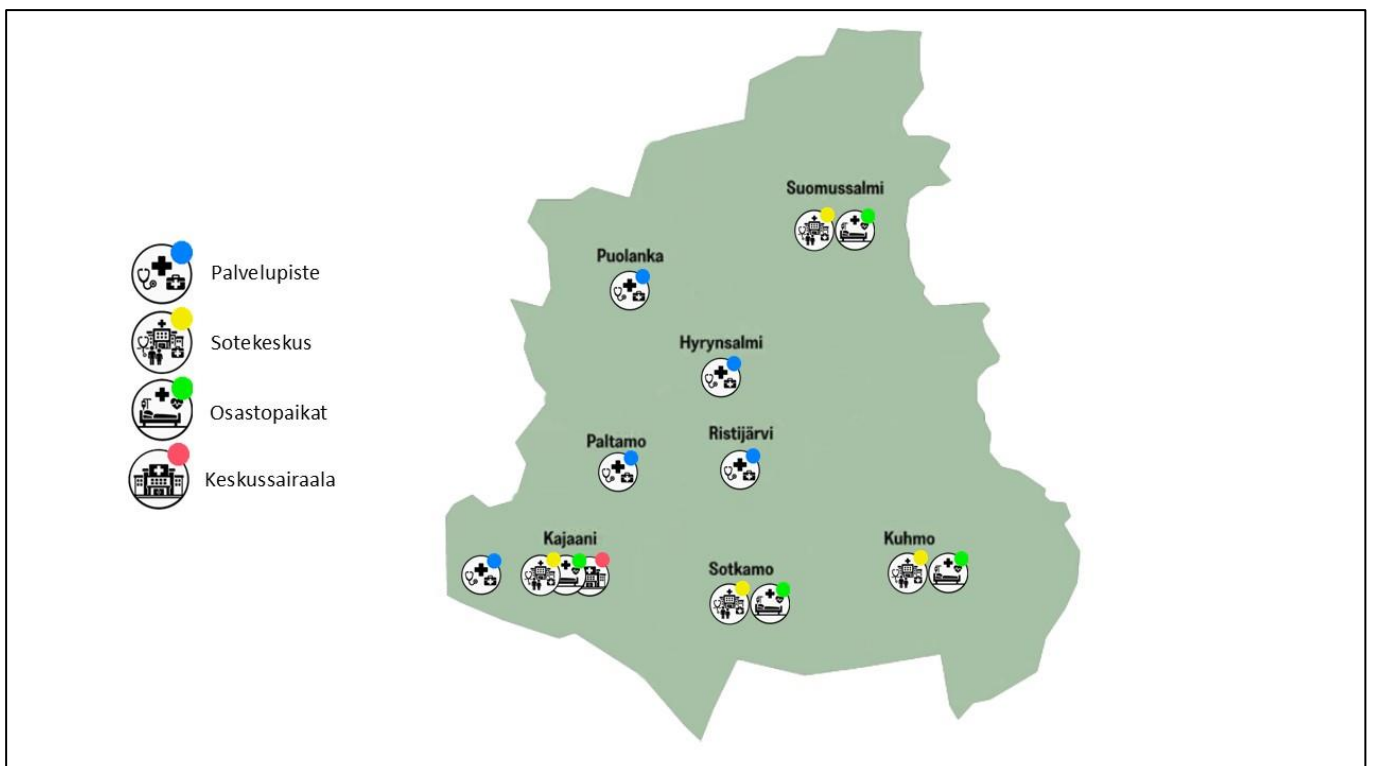 Palvelupiste
Sotekeskus
Osastopaikat
Keskussairaala
Suomussalmi
Puolanka
Hyrynsalmi
Paltamo
Ristijärvi
Kajaani
Sotkamo
Kuhmo